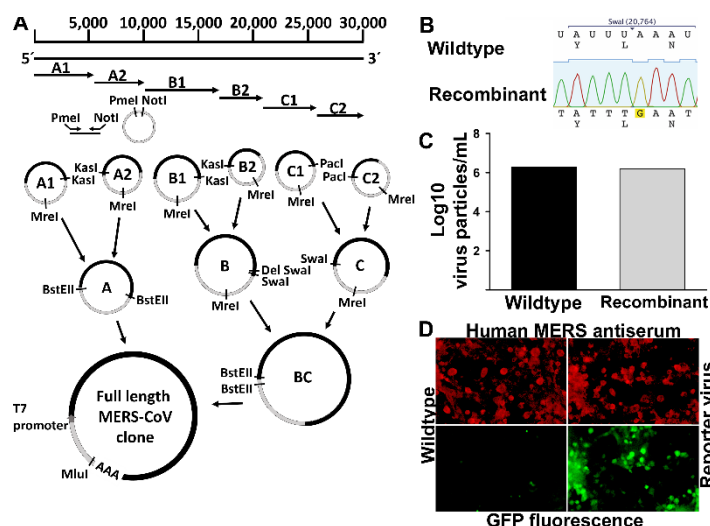 A
5,000 10,000 15,000 20,000 25,000 30,000
5´ 3´
A1 A2 B1 B2 C1 C2
PmeI NotI
PmeI NotI
A1 KasI KasI A2 B1 KasI KasI B2 C1 PacI PacI C2
MreI MreI MreI MreI MreI MreI
A
BstEII BstEII
B
Del SwaI
SwaI
MreI
SwaI C
MreI
BstEII
BstEII
BC
Full length
MERS-CoV
clone
T7
promoter
MluI AAA
B
SwaI (20,764)
U A U U U A A A U
Wildtype
Y L N
Recombinant
T A T T T G A A T
Y L N
C
Log10
virus particles/mL
8
6
4
2
Wildtype Recombinant
D
Human MERS antiserum
Wildtype
Reporter virus
GFP fluorescence